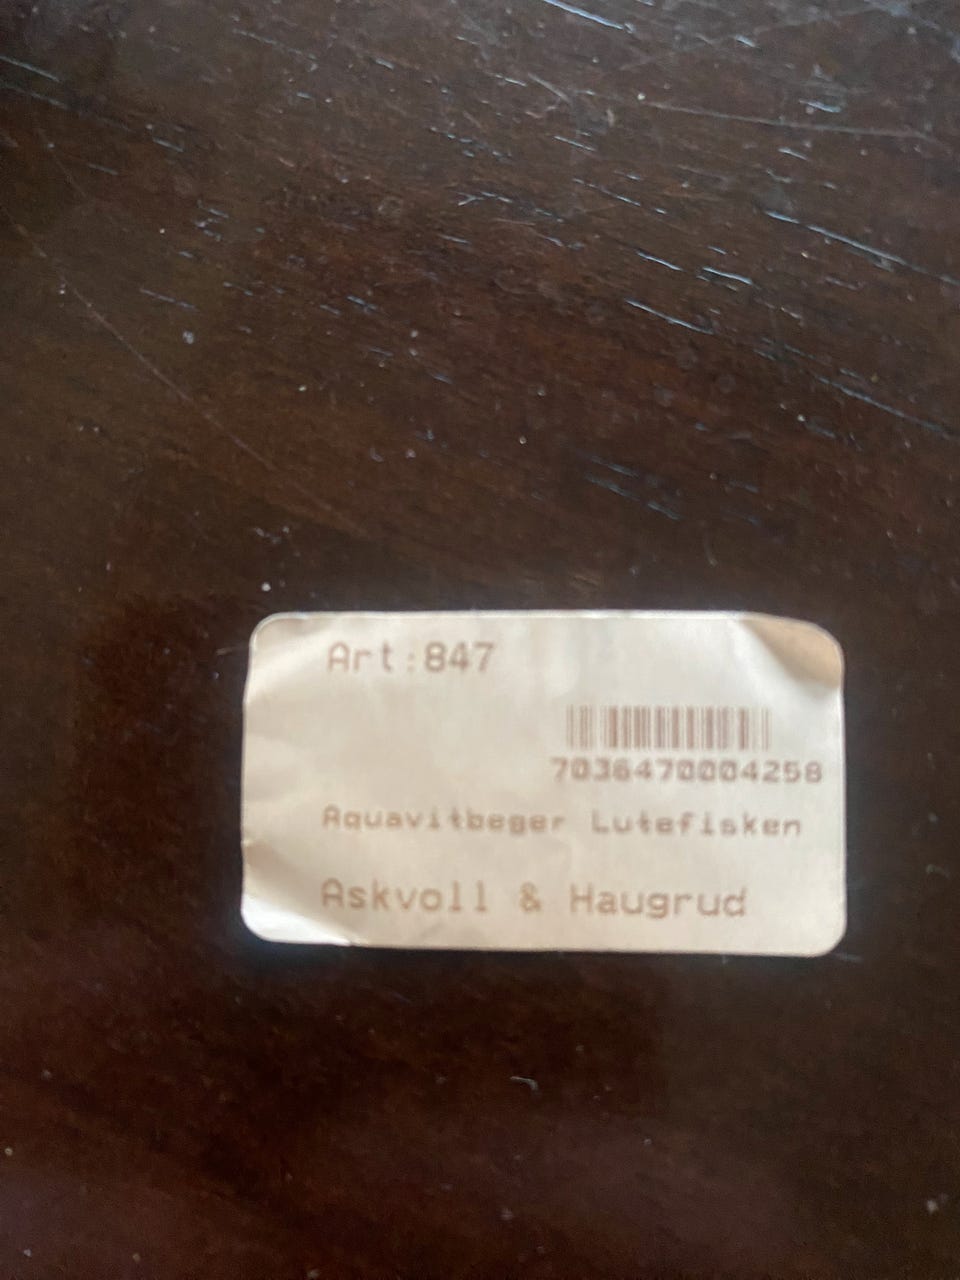 Art:847
7036470004258
Aquavitbeger Lutefisken
Askvoll & Haugrud